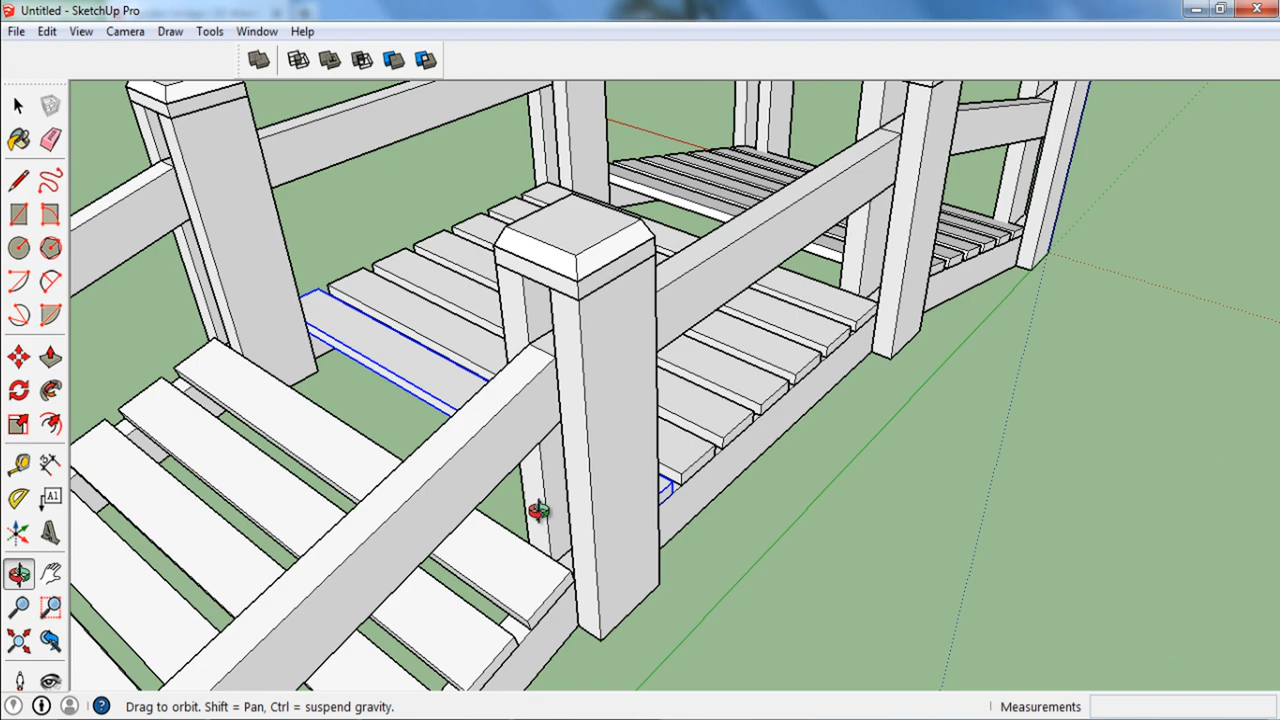 Untitled - SketchUp Pro
File Edit View Camera Draw Tools Window Help
A1
Drag to orbit. Shift = Pan, Ctrl = suspend gravity.
Measurements